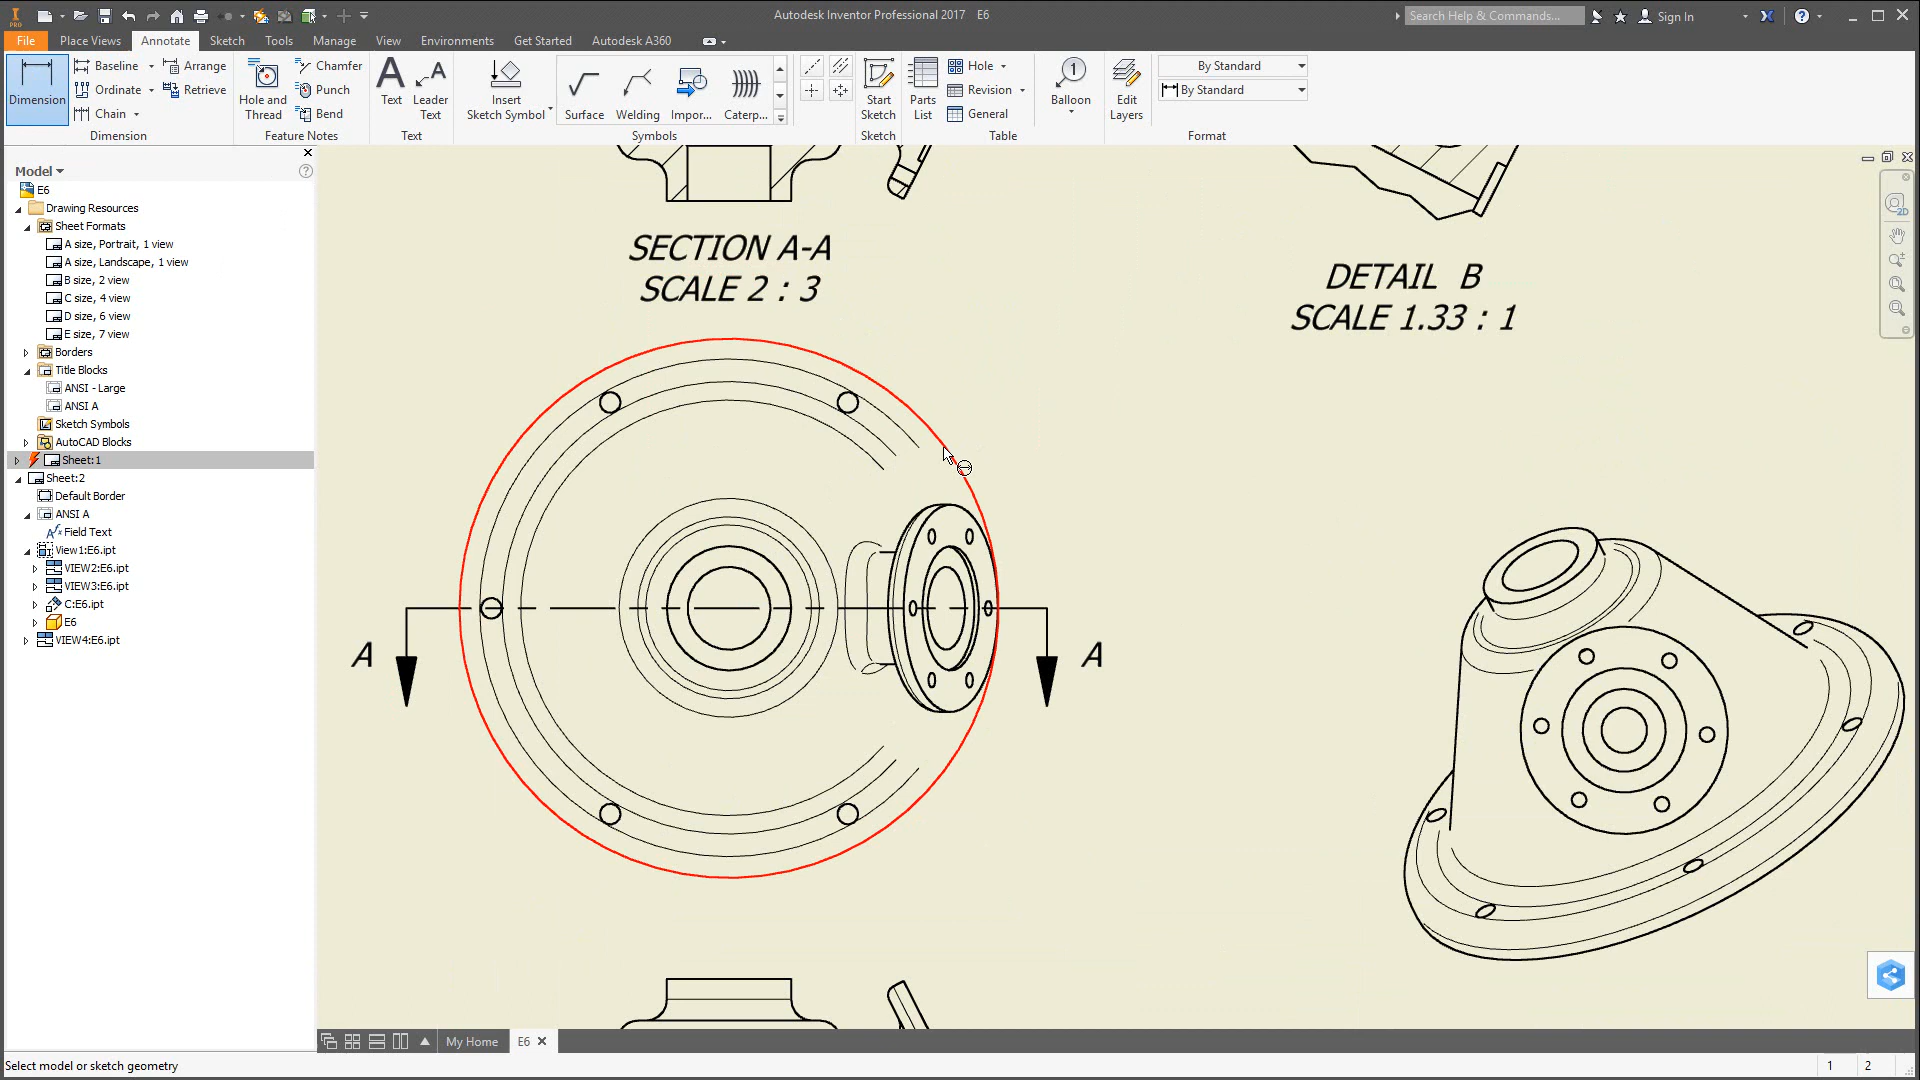 PRO
Autodesk Inventor Professional 2017 E6
Search Help & Commands...
Sign In
File
Place Views
Annotate
Sketch
Tools
Manage
View
Environments
Get Started
Autodesk A360
Dimension
Baseline
Ordinate
Chain
Arrange
Retrieve
Dimension
Hole and
Thread
Chamfer
Punch
Bend
Feature Notes
A
Text
A
Leader
Text
Text
Insert
Sketch Symbol
Surface
Welding
Impor...
Caterp...
Symbols
Start
Sketch
Sketch
Parts
List
Hole
Revision
General
Table
1
Balloon
Edit
Layers
By Standard
By Standard
Format
Model
E6
Drawing Resources
Sheet Formats
A size, Portrait, 1 view
A size, Landscape, 1 view
B size, 2 view
C size, 4 view
D size, 6 view
E size, 7 view
Borders
Title Blocks
ANSI - Large
ANSI A
Sketch Symbols
AutoCAD Blocks
Sheet:1
Sheet:2
Default Border
ANSI A
Field Text
View1:E6.ipt
VIEW2:E6.ipt
VIEW3:E6.ipt
C:E6.ipt
E6
VIEW4:E6.ipt
SECTION A-A
SCALE 2 : 3
DETAIL B
SCALE 1.33 : 1
A
A
2D
My Home
E6
Select model or sketch geometry
1
2